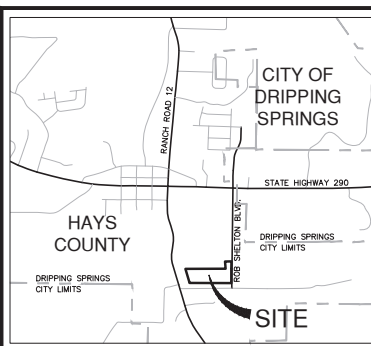 CITY OF
DRIPPING
SPRINGS
RANCH ROAD 12
STATE HIGHWAY 290
HAYS
COUNTY
ROB SHELTON BLVD.
DRIPPING SPRINGS
CITY LIMITS
DRIPPING SPRINGS
CITY LIMITS
SITE